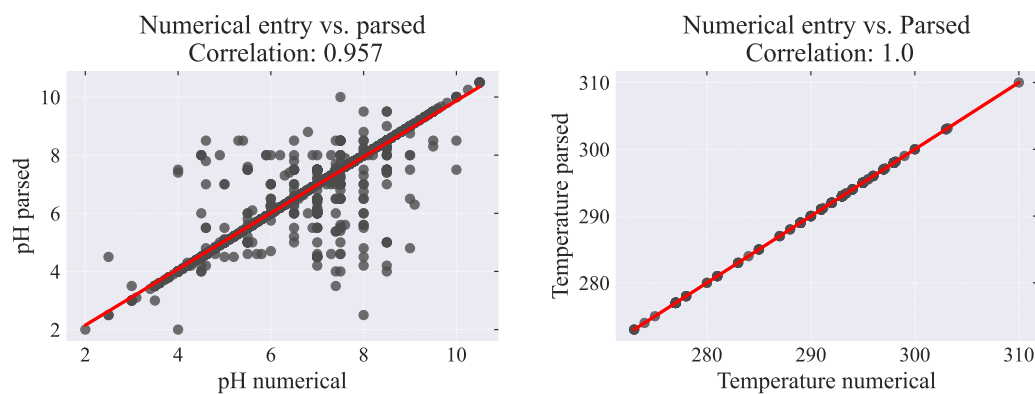 Numerical entry vs. parsed
Correlation: 0.957
10
8
6
4
2
pH parsed
2 4 6 8 10
pH numerical
Numerical entry vs. Parsed
Correlation: 1.0
310
300
290
280
Temperature parsed
280 290 300 310
Temperature numerical